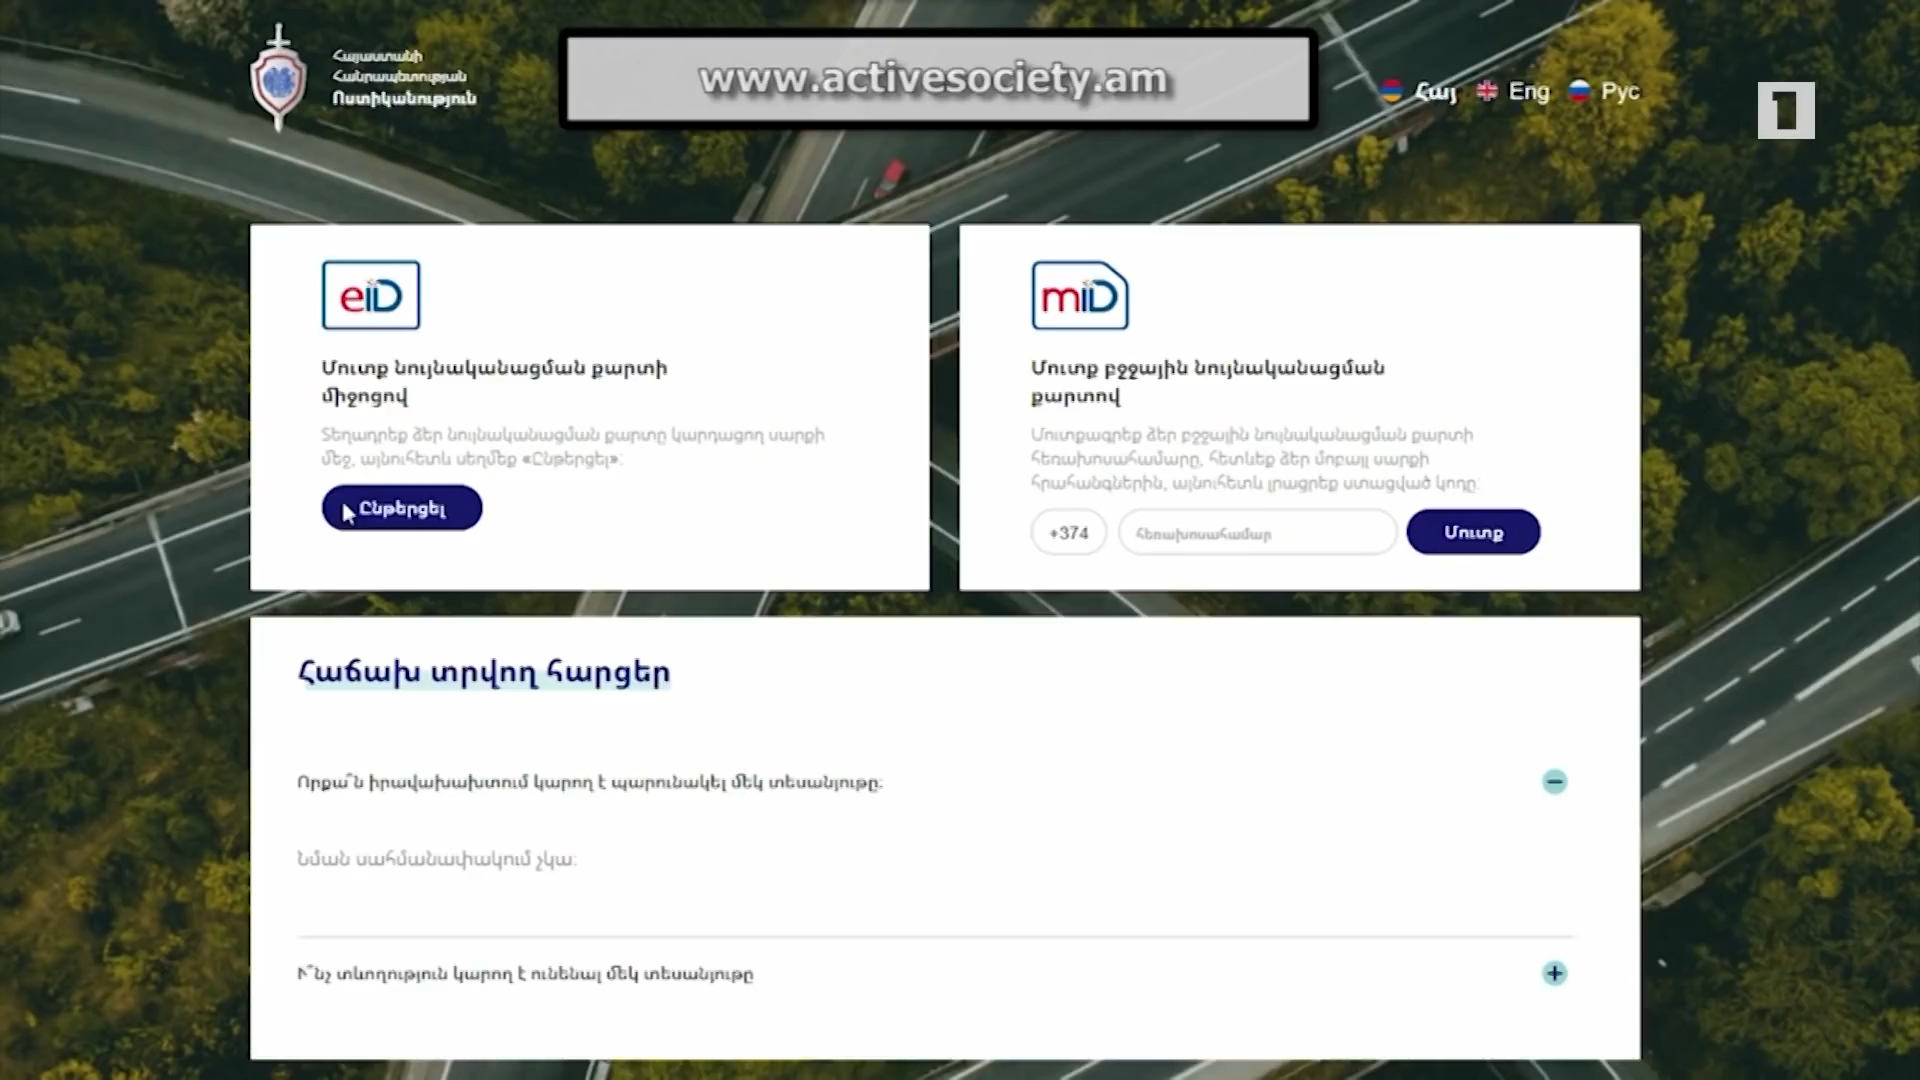 Հայաստանի
Հանրապետության
Ոստիկանություն
www.activesociety.am
Հայ Eng Рус
1
eiD
Մուտք նույնականացման քարտի
միջոցով
Տեղադրեք ձեր նույնականացման քարտը կարդացող սարքի
մեջ, այնուհետև սեղմեք «Ընթերցել»:
Ընթերցել
miD
Մուտք բջջային նույնականացման
քարտով
Մուտքագրեք ձեր բջջային նույնականացման քարտի
հեռախոսահամարը, հետևեք ձեր մոբայլ սարքի
հրահանգներին, այնուհետև լրացրեք ստացված կոդը:
+374 հեռախոսահամար Մուտք
Հաճախ տրվող հարցեր
Որքա՞ն իրավախախտում կարող է պարունակել մեկ տեսանյութը:
Նման սահմանափակում չկա:
Ի՞նչ տևողություն կարող է ունենալ մեկ տեսանյութը